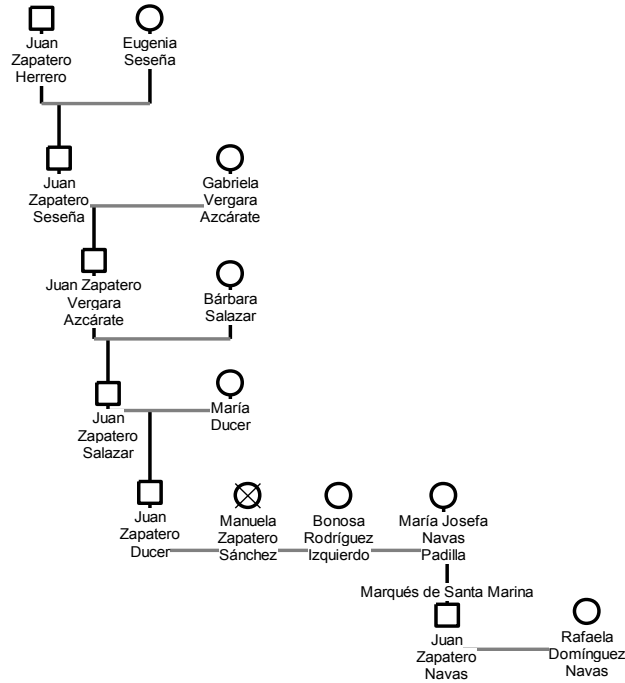 Juan
Zapatero
Herrero
Eugenia
Seseña
Juan
Zapatero
Seseña
Gabriela
Vergara
Azcárate
Juan Zapatero
Vergara
Azcárate
Bárbara
Salazar
Juan
Zapatero
Salazar
María
Ducer
Juan
Zapatero
Ducer
Manuela
Zapatero
Sánchez
Bonosa
Rodríguez
Izquierdo
María Josefa
Navas
Padilla
Marqués de Santa Marina
Juan
Zapatero
Navas
Rafaela
Domínguez
Navas